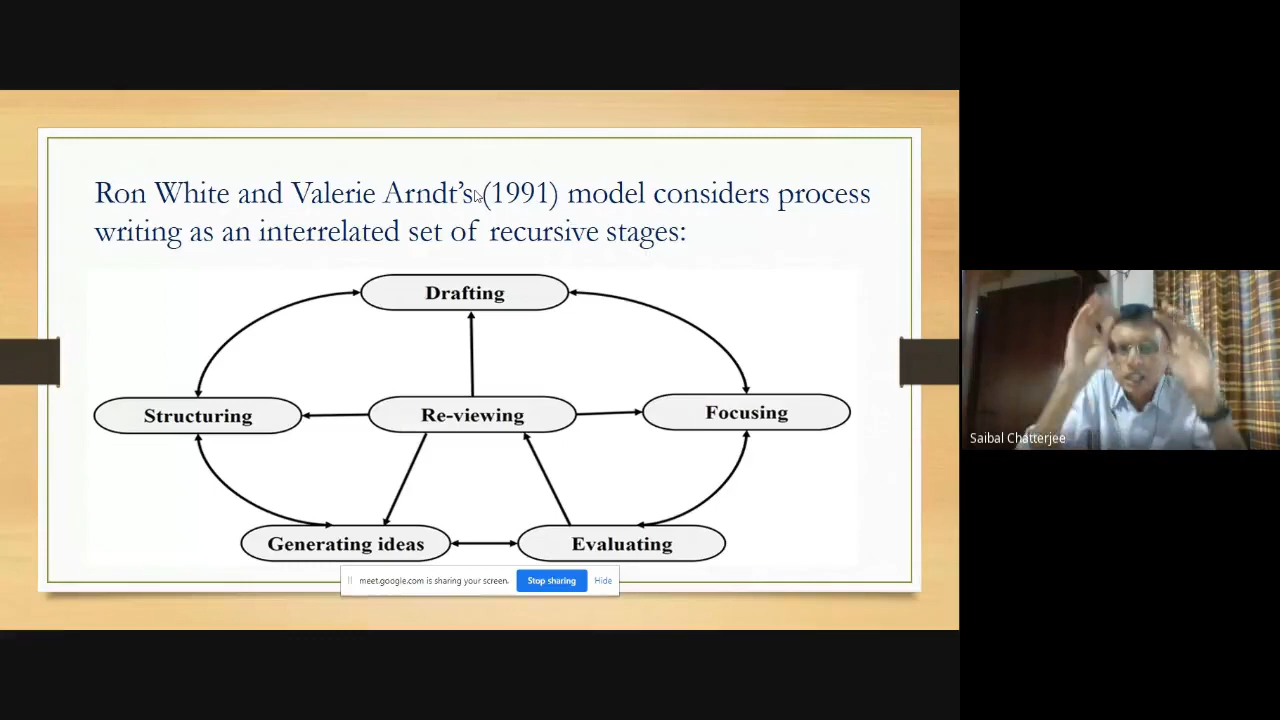 Ron White and Valerie Arndt's (1991) model considers process
writing as an interrelated set of recursive stages:
Drafting
Structuring
Re-viewing
Focusing
Saibal Chatterjee
Generating ideas
Evaluating
meet.google.com is sharing your screen.
Stop sharing
Hide